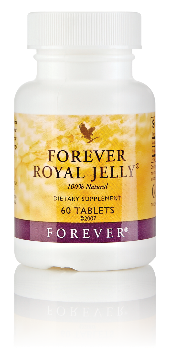 FOREVER
ROYAL JELLY®
100% Natural
DIETARY SUPPLEMENT
60 TABLETS
FOREVER®